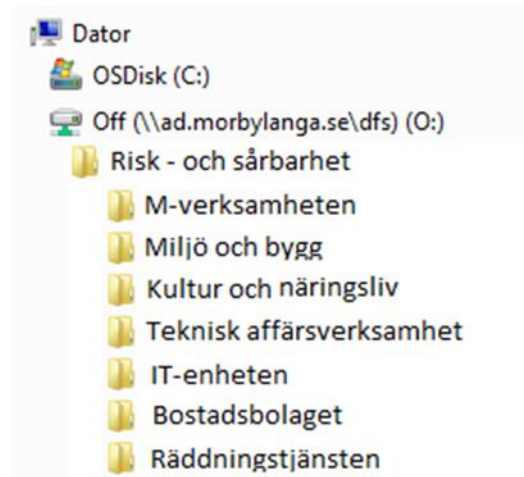 Dator
OSDisk (C:)
Off (\\ad.morbylanga.se\dfs) (O:)
Risk - och sårbarhet
M-verksamheten
Miljö och bygg
Kultur och näringsliv
Teknisk affärsverksamhet
IT-enheten
Bostadsbolaget
Räddningstjänsten